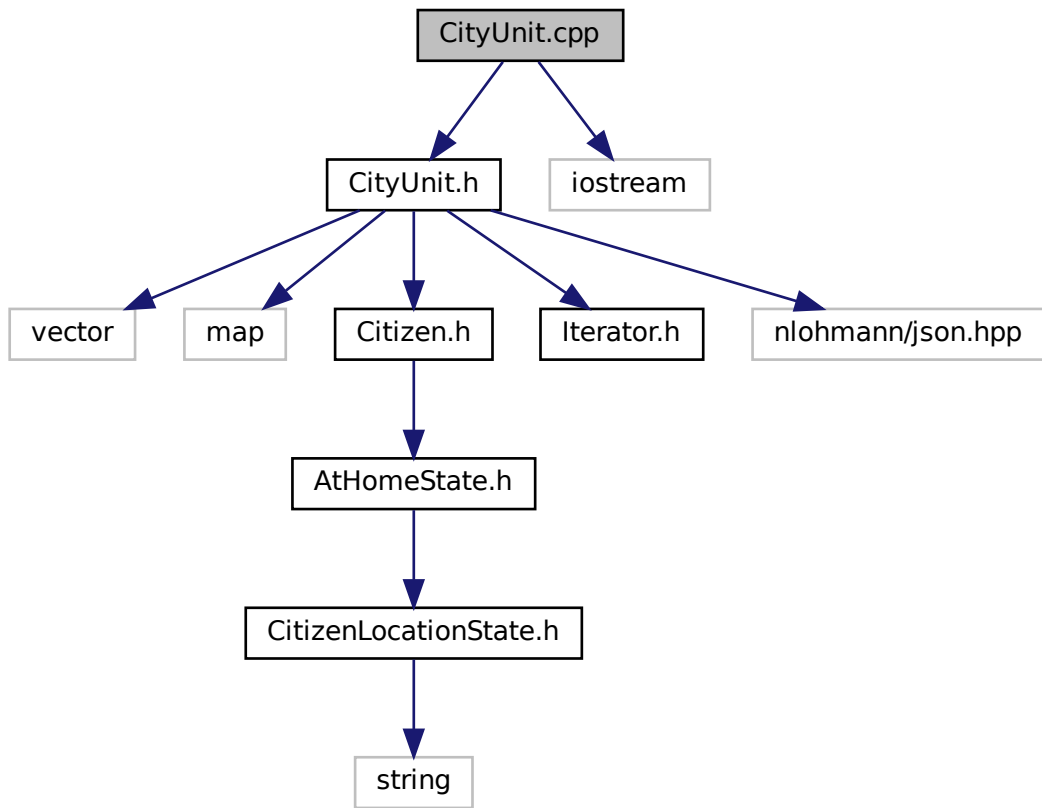 CityUnit.cpp
CityUnit.h
iostream
vector
map
Citizen.h
Iterator.h
nlohmann/json.hpp
AtHomeState.h
CitizenLocationState.h
string